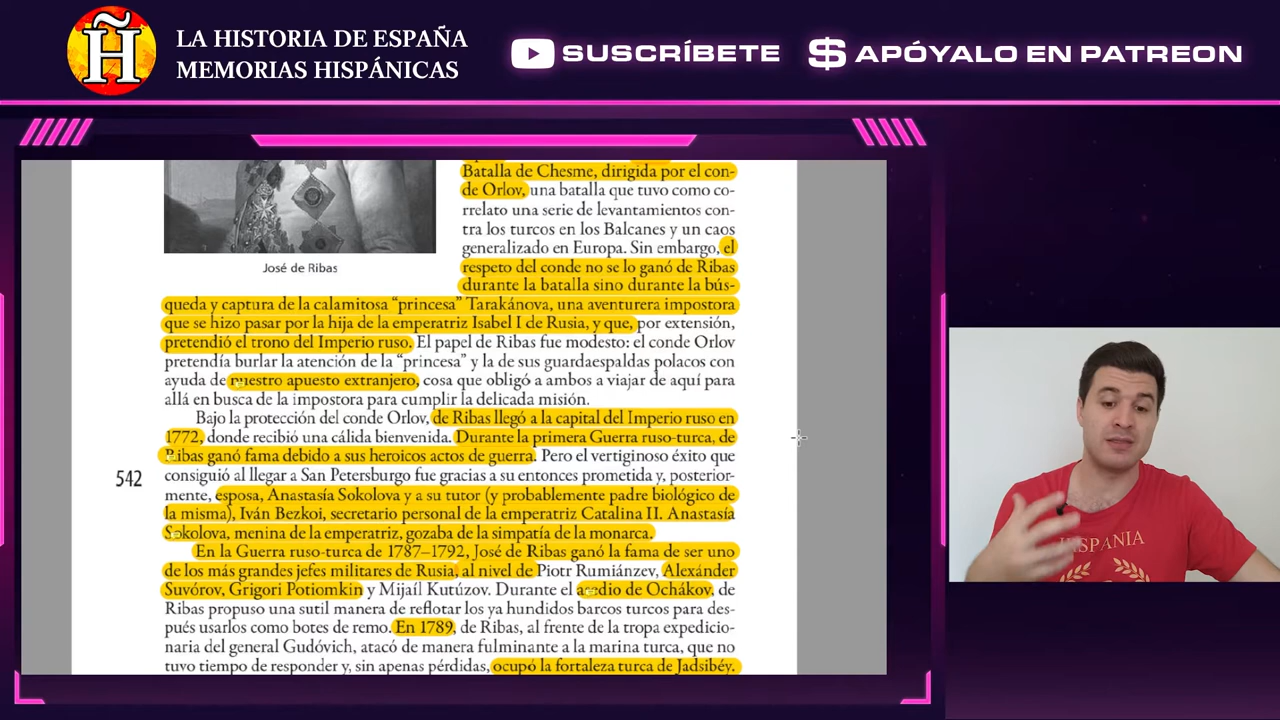 LA HISTORIA DE ESPAÑA
MEMORIAS HISPÁNICAS
SUSCRÍBETE
APÓYALO EN PATREON
Ñ
H
José de Ribas
Batalla de Chesme, dirigida por el con-
de Orlov, una batalla que tuvo como co-
rrelato una serie de levantamientos con-
tra los turcos en los Balcanes y un caos
generalizado en Europa. Sin embargo, el
respeto del conde no se lo ganó de Ribas
durante la batalla sino durante la bús-
queda y captura de la calamitosa “princesa” Tarakánova, una aventurera impostora
que se hizo pasar por la hija de la emperatriz Isabel I de Rusia, y que, por extensión,
pretendió el trono del Imperio ruso. El papel de Ribas fue modesto: el conde Orlov
pretendía burlar la atención de la “princesa” y la de sus guardaespaldas polacos con
ayuda de nuestro apuesto extranjero, cosa que obligó a ambos a viajar de aquí para
allá en busca de la impostora para cumplir la delicada misión.
Bajo la protección del conde Orlov, de Ribas llegó a la capital del Imperio ruso en
1772, donde recibió una cálida bienvenida. Durante la primera Guerra ruso-turca, de
Ribas ganó fama debido a sus heroicos actos de guerra. Pero el vertiginoso éxito que
consiguió al llegar a San Petersburgo fue gracias a su entonces prometida y, posterior-
mente, esposa, Anastasía Sokolova y a su tutor (y probablemente padre biológico de
la misma), Iván Bezkoi, secretario personal de la emperatriz Catalina II. Anastasía
Sokolova, menina de la emperatriz, gozaba de la simpatía de la monarca.
En la Guerra ruso-turca de 1787–1792, José de Ribas ganó la fama de ser uno
de los más grandes jefes militares de Rusia, al nivel de Piotr Rumiánzev, Alexánder
Suvórov, Grigori Potiomkin y Mijaíl Kutúzov. Durante el asedio de Ochákov, de
Ribas propuso una sutil manera de reflotar los ya hundidos barcos turcos para des-
pués usarlos como botes de remo. En 1789, de Ribas, al frente de la tropa expedicio-
naria del general Gudóvich, atacó de manera fulminante a la marina turca, que no
tuvo tiempo de responder y, sin apenas pérdidas, ocupó la fortaleza turca de Jadsibéy.
542
HISPANIA